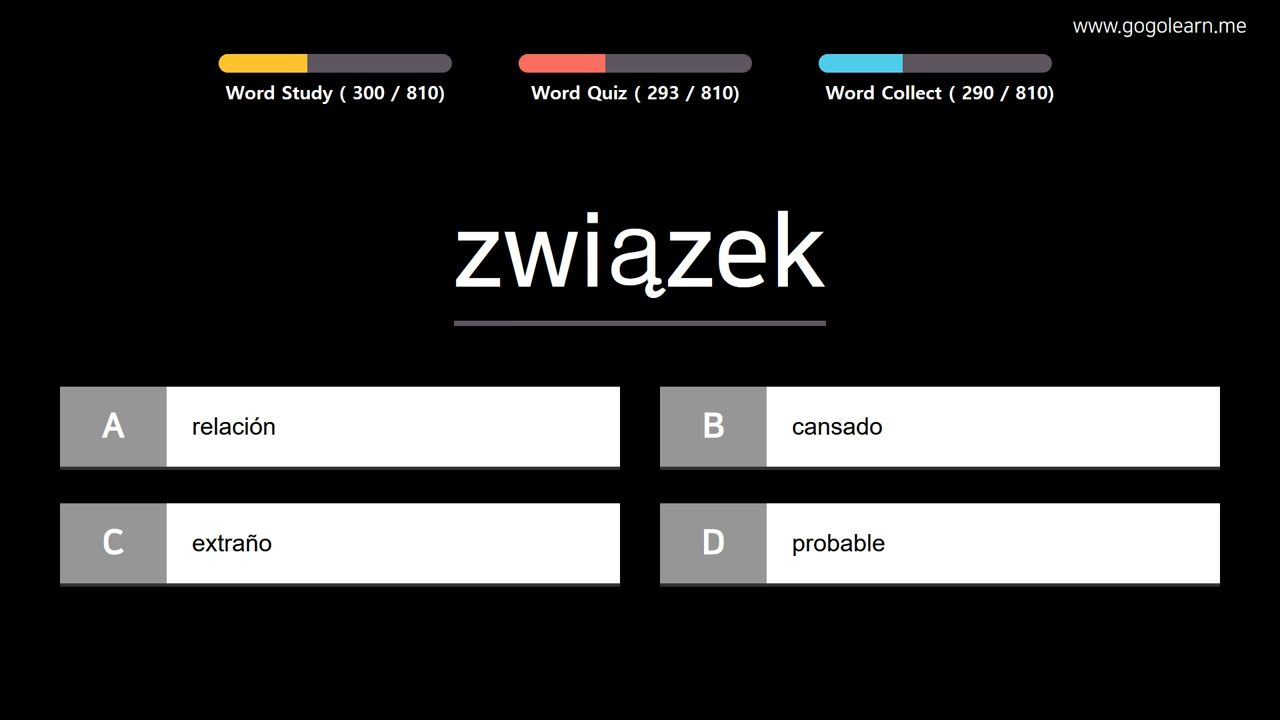 www.gogolearn.me
Word Study ( 300 / 810)
Word Quiz ( 293 / 810)
Word Collect ( 290 / 810)
związek
A relación
B cansado
C extraño
D probable